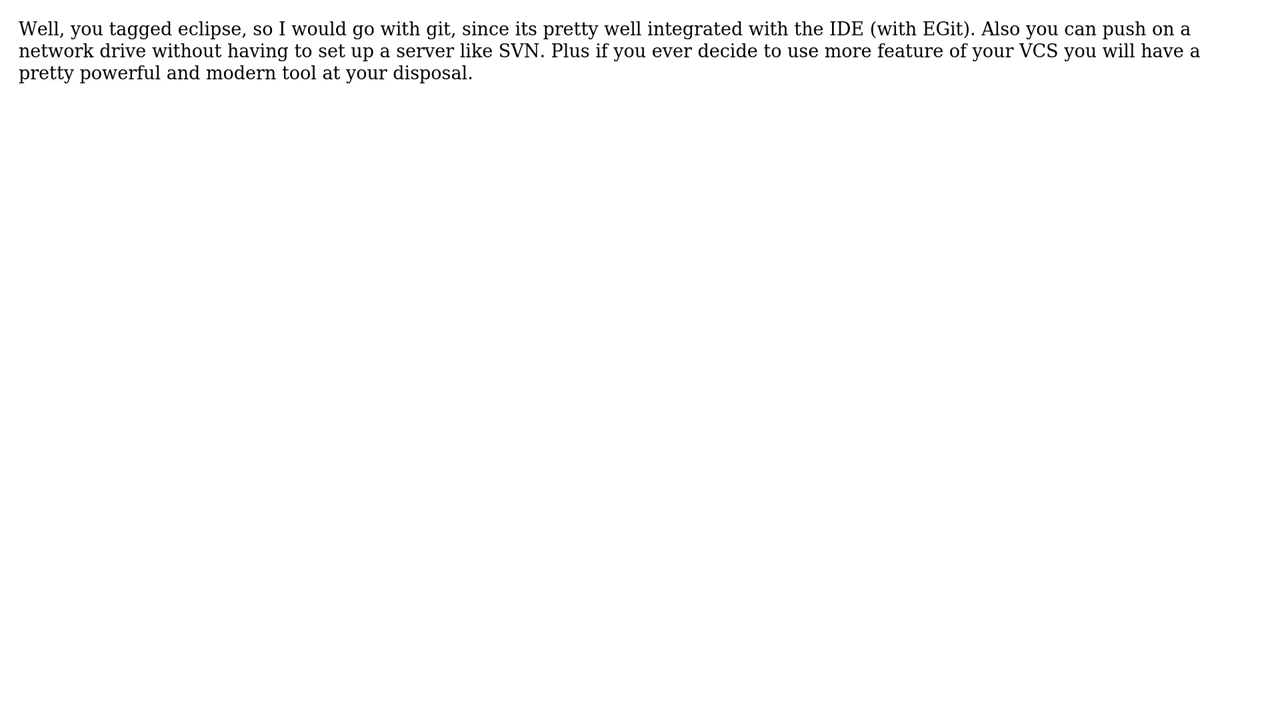 Well, you tagged eclipse, so I would go with git, since its pretty well integrated with the IDE (with EGit). Also you can push on a
network drive without having to set up a server like SVN. Plus if you ever decide to use more feature of your VCS you will have a
pretty powerful and modern tool at your disposal.